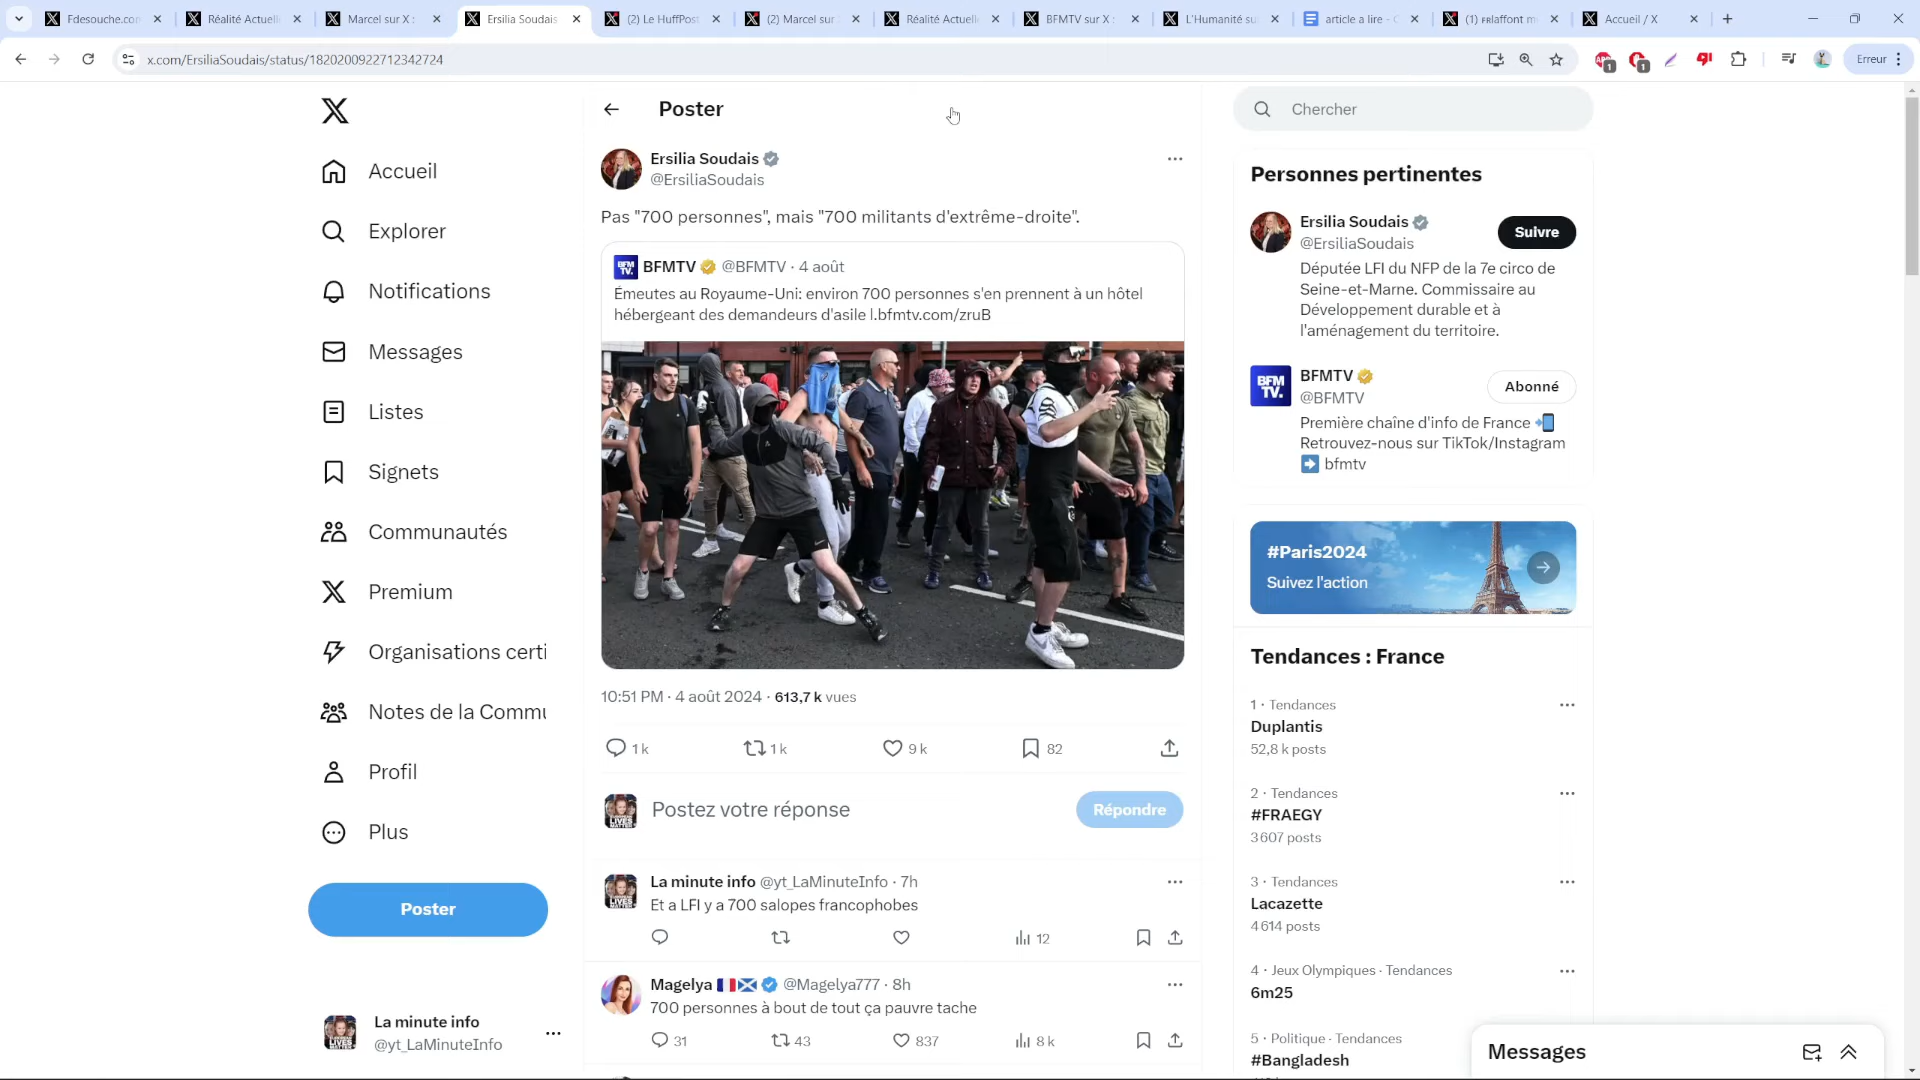 Fdesouche.con
Réalité Actuell
Marcel sur X :
Ersilia Soudais
(2) Le HuffPost
(2) Marcel sur
Réalité Actuell
BFMTV sur X :
L'Humanité su
article a lire -
Accueil / X
x.com/ErsiliaSoudais/status/1820200922712342724
Erreur
Accueil
Explorer
Notifications
Messages
Listes
Signets
Communautés
Premium
Organisations certi
Notes de la Commu
Profil
Plus
Poster
La minute info
@yt_LaMinuteInfo
Poster
Ersilia Soudais
@ErsiliaSoudais
Pas "700 personnes", mais "700 militants d'extrême-droite".
BFM TV.
BFMTV @BFMTV · 4 août
Émeutes au Royaume-Uni: environ 700 personnes s'en prennent à un hôtel
hébergeant des demandeurs d'asile l.bfmtv.com/zruB
10:51 PM · 4 août 2024 · 613,7 k vues
1 k 1 k 9 k 82
Postez votre réponse
Répondre
La minute info @yt_LaMinuteInfo · 7h
Et a LFI y a 700 salopes francophobes
12
Magelya @Magelya777 · 8h
700 personnes à bout de tout ça pauvre tache
31 43 837 8 k
Chercher
Personnes pertinentes
Ersilia Soudais
@ErsiliaSoudais
Suivre
Députée LFI du NFP de la 7e circo de
Seine-et-Marne. Commissaire au
Développement durable et à
l'aménagement du territoire.
BFM TV.
BFMTV
@BFMTV
Abonné
Première chaîne d'info de France
Retrouvez-nous sur TikTok/Instagram
bfmtv
#Paris2024
Suivez l'action
Tendances : France
1 · Tendances
Duplantis
52,8 k posts
2 · Tendances
#FRAEGY
3 607 posts
3 · Tendances
Lacazette
4 614 posts
4 · Jeux Olympiques · Tendances
6m25
5 · Politique · Tendances
#Bangladesh
Messages